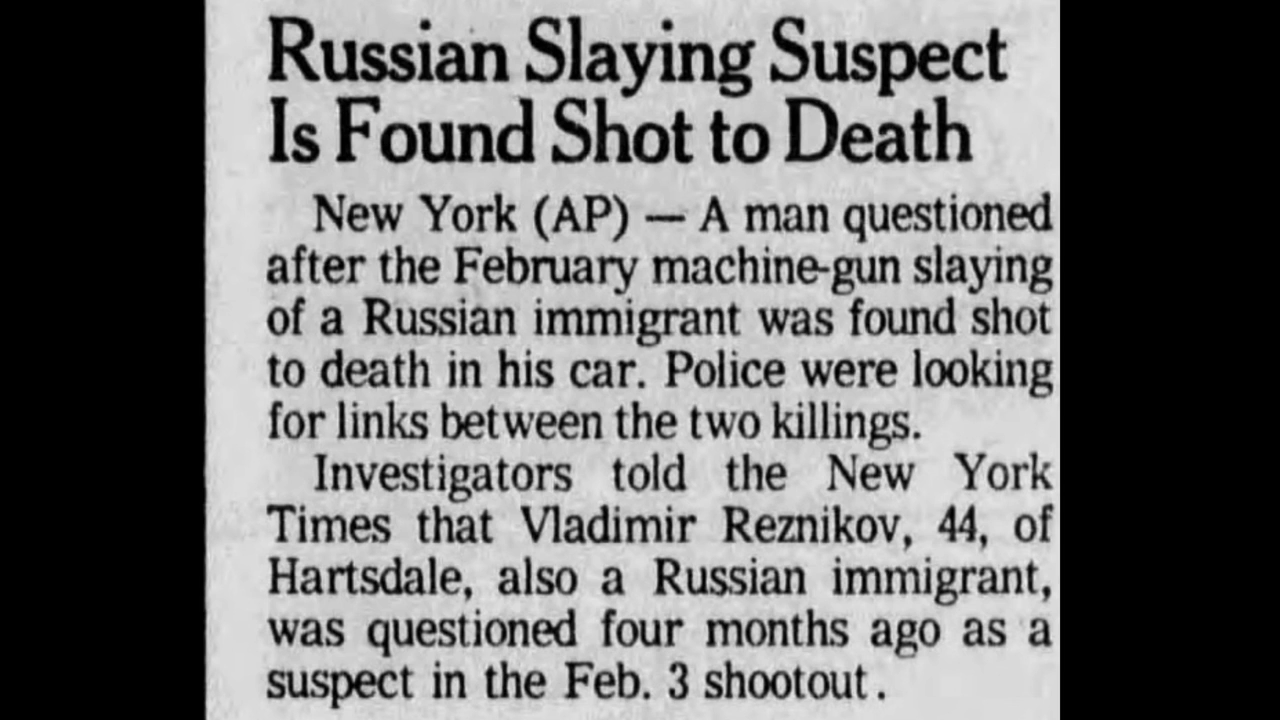 Russian Slaying Suspect
Is Found Shot to Death
New York (AP) — A man questioned
after the February machine-gun slaying
of a Russian immigrant was found shot
to death in his car. Police were looking
for links between the two killings.
Investigators told the New York
Times that Vladimir Reznikov, 44, of
Hartsdale, also a Russian immigrant,
was questioned four months ago as a
suspect in the Feb. 3 shootout.